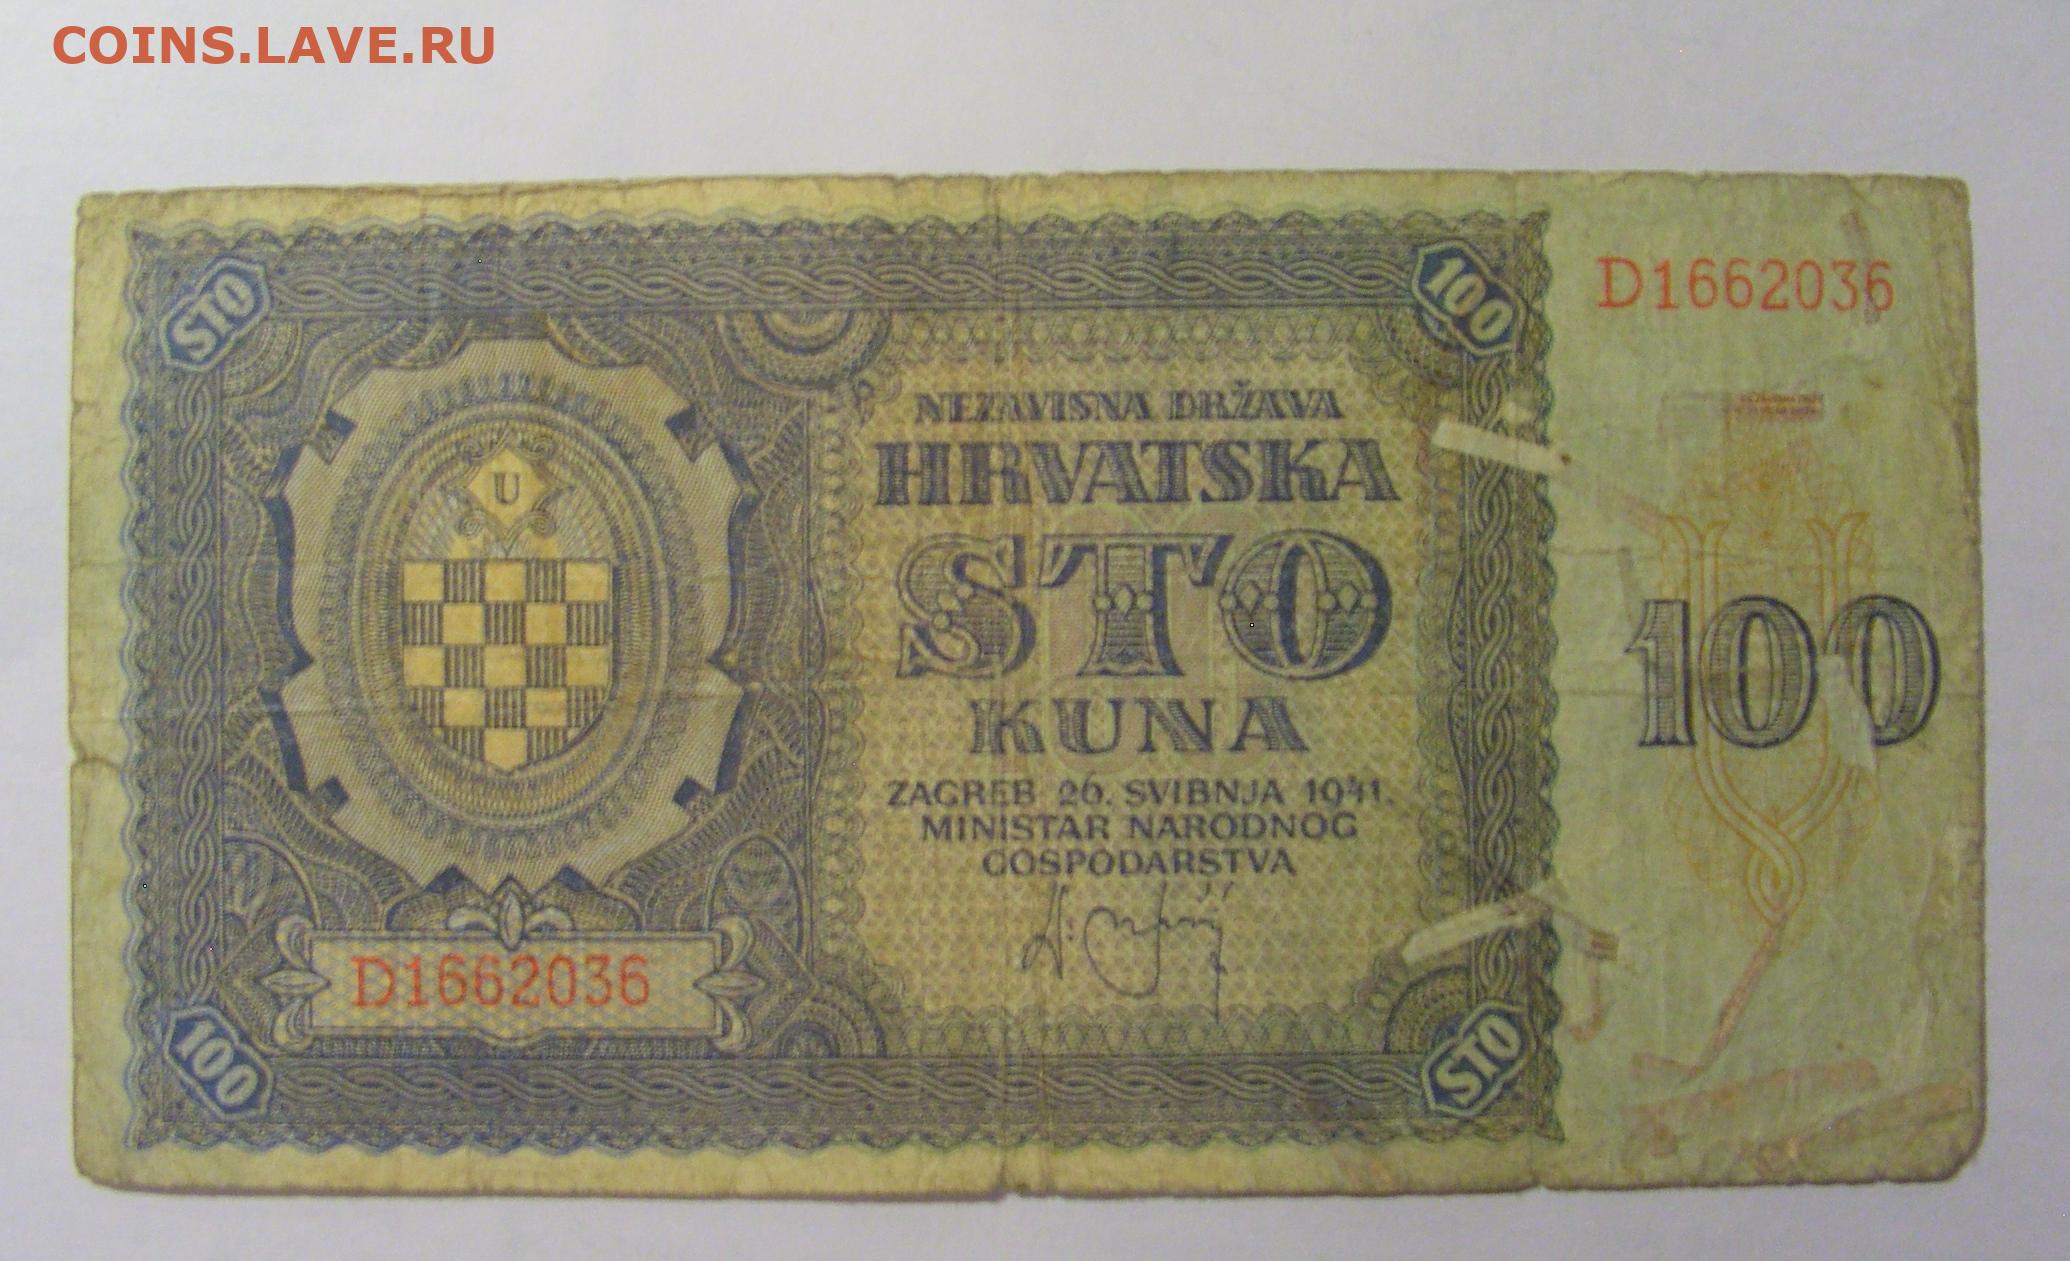 COINS.LAVE.RU
STO
100
D1662036
NEZAVISNA DRŽAVA
HRVATSKA
U
STO
100
KUNA
ZAGREB 26. SVIBNJA 1941.
MINISTAR NARODNOG
GOSPODARSTVA
D1662036
100
STO